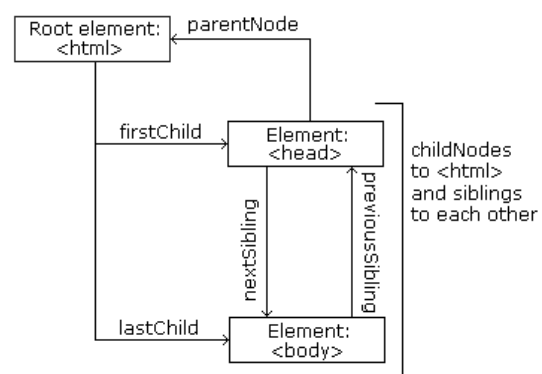 Root element:
<html>
parentNode
firstChild
Element:
<head>
childNodes
to <html>
and siblings
to each other
nextSibling
previousSibling
lastChild
Element:
<body>